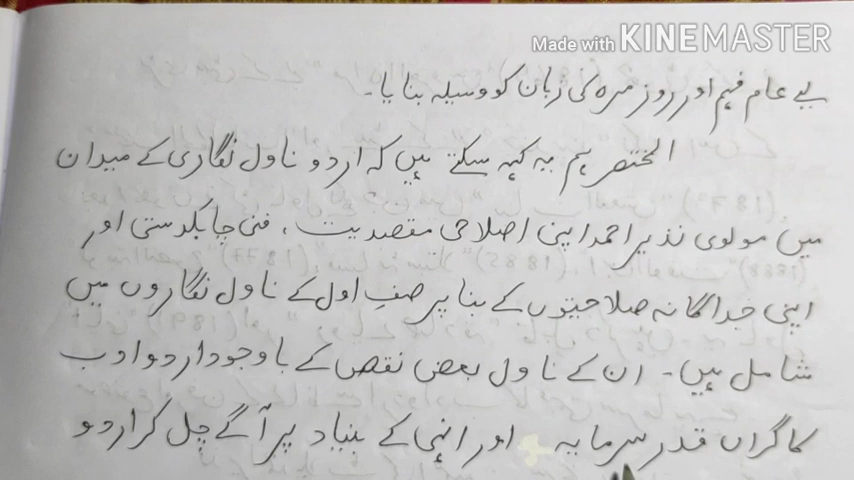 Made with KINEMASTER
یے عام فہم اور روزمرہ کی زبان کو وسیلہ بنایا۔
المختصر ہم یہ کہہ سکتے ہیں کہ اردو ناول نگاری کے میدان
میں مولوی نذیر احمد اپنی اصلاحی مقصدیت، فنی چابکدستی اور
اپنی جداگانہ صلاحیتوں کے بنا پر صفِ اول کے ناول نگاروں میں
شامل ہیں۔ ان کے ناول بعض نقص کے باوجود اردو ادب
کا گراں قدر سرمایہ اور انہی کے بنیاد پر آگے چل کر اردو